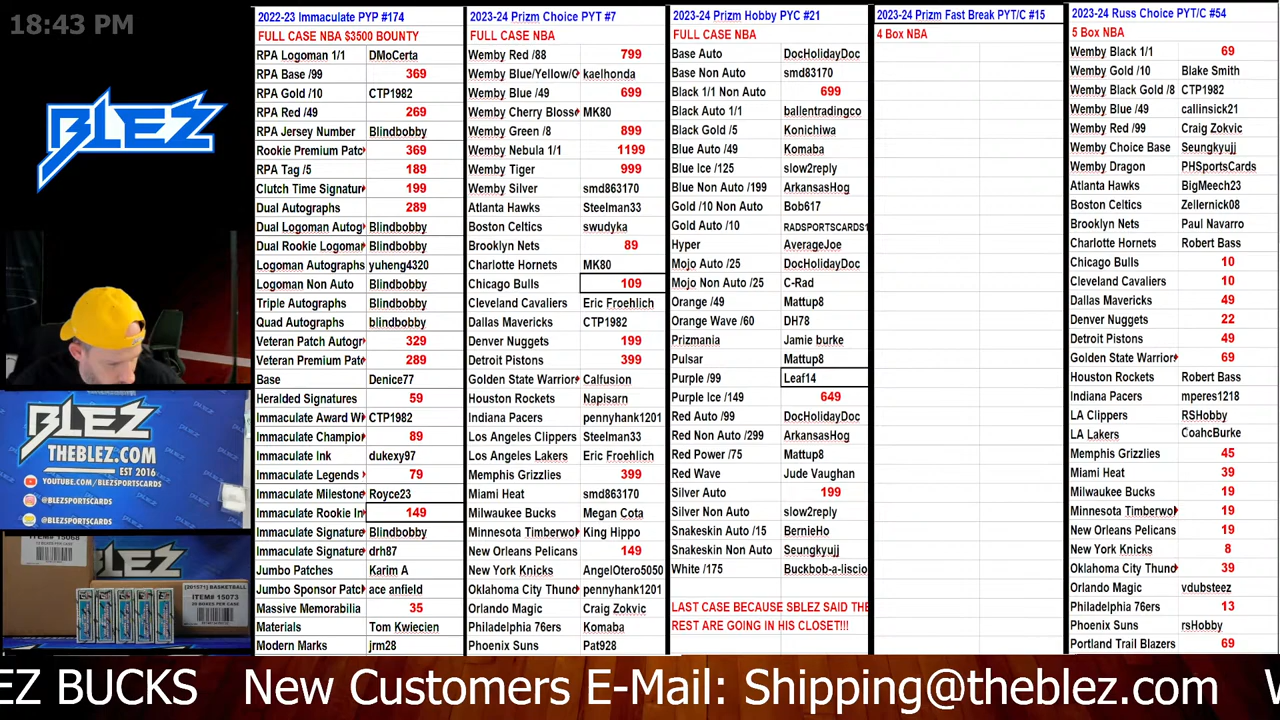 18:43 PM
BLEZ
BLEZ
THEBLEZ.COM
EST 2016
YOUTUBE.COM/BLEZSPORTSCARDS
@BLEZSPORTSCARDS
@BLEZSPORTSCARDS
ITEM# 15068
BLEZ
[201571] BASKETBALL
ITEM# 15073
2022-23 Immaculate PYP #174
FULL CASE NBA $3500 BOUNTY
RPA Logoman 1/1 DMoCerta
RPA Base /99 369
RPA Gold /10 CTP1982
RPA Red /49 269
RPA Jersey Number Blindbobby
Rookie Premium Patc 369
RPA Tag /5 189
Clutch Time Signatur 199
Dual Autographs 289
Dual Logoman Autog Blindbobby
Dual Rookie Logoma Blindbobby
Logoman Autographs yuheng4320
Logoman Non Auto Blindbobby
Triple Autographs Blindbobby
Quad Autographs blindbobby
Veteran Patch Autogr 329
Veteran Premium Pat 289
Base Denice77
Heralded Signatures 59
Immaculate Award W CTP1982
Immaculate Champio 89
Immaculate Ink dukexy97
Immaculate Legends 79
Immaculate Milestone Royce23
Immaculate Rookie In 149
Immaculate Signature Blindbobby
Immaculate Signature drh87
Jumbo Patches Karim A
Jumbo Sponsor Patc ace anfield
Massive Memorabilia 35
Materials Tom Kwiecien
Modern Marks jrm28
2023-24 Prizm Choice PYT #7
FULL CASE NBA
Wemby Red /88 799
Wemby Blue/Yellow/G kaelhonda
Wemby Blue /49 699
Wemby Cherry Blosso MK80
Wemby Green /8 899
Wemby Nebula 1/1 1199
Wemby Tiger 999
Wemby Silver smd863170
Atlanta Hawks Steelman33
Boston Celtics swudyka
Brooklyn Nets 89
Charlotte Hornets MK80
Chicago Bulls 109
Cleveland Cavaliers Eric Froehlich
Dallas Mavericks CTP1982
Denver Nuggets 199
Detroit Pistons 399
Golden State Warrior Calfusion
Houston Rockets Napisarn
Indiana Pacers pennyhank1201
Los Angeles Clippers Steelman33
Los Angeles Lakers Eric Froehlich
Memphis Grizzlies 399
Miami Heat smd863170
Milwaukee Bucks Megan Cota
Minnesota Timberwo King Hippo
New Orleans Pelicans 149
New York Knicks AngelOtero5050
Oklahoma City Thund pennyhank1201
Orlando Magic Craig Zokvic
Philadelphia 76ers Komaba
Phoenix Suns Pat928
2023-24 Prizm Hobby PYC #21
FULL CASE NBA
Base Auto DocHolidayDoc
Base Non Auto smd83170
Black 1/1 Non Auto 699
Black Auto 1/1 ballentradingco
Black Gold /5 Konichiwa
Blue Auto /49 Komaba
Blue Ice /125 slow2reply
Blue Non Auto /199 ArkansasHog
Gold /10 Non Auto Bob617
Gold Auto /10 RADSPORTSCARDS1
Hyper AverageJoe
Mojo Auto /25 DocHolidayDoc
Mojo Non Auto /25 C-Rad
Orange /49 Mattup8
Orange Wave /60 DH78
Prizmania Jamie burke
Pulsar Mattup8
Purple /99 Leaf14
Purple Ice /149 649
Red Auto /99 DocHolidayDoc
Red Non Auto /299 ArkansasHog
Red Power /75 Mattup8
Red Wave Jude Vaughan
Silver Auto 199
Silver Non Auto slow2reply
Snakeskin Auto /15 BernieHo
Snakeskin Non Auto Seungkyujj
White /175 Buckbob-a-liscio
LAST CASE BECAUSE SBLEZ SAID THE
REST ARE GOING IN HIS CLOSET!!!
2023-24 Prizm Fast Break PYT/C #15
4 Box NBA
2023-24 Russ Choice PYT/C #54
5 Box NBA
Wemby Black 1/1 69
Wemby Gold /10 Blake Smith
Wemby Black Gold /8 CTP1982
Wemby Blue /49 callinsick21
Wemby Red /99 Craig Zokvic
Wemby Choice Base Seungkyujj
Wemby Dragon PHSportsCards
Atlanta Hawks BigMeech23
Boston Celtics Zellernick08
Brooklyn Nets Paul Navarro
Charlotte Hornets Robert Bass
Chicago Bulls 10
Cleveland Cavaliers 10
Dallas Mavericks 49
Denver Nuggets 22
Detroit Pistons 49
Golden State Warrior 69
Houston Rockets Robert Bass
Indiana Pacers mperes1218
LA Clippers RSHobby
LA Lakers CoahcBurke
Memphis Grizzlies 45
Miami Heat 39
Milwaukee Bucks 19
Minnesota Timberwo 19
New Orleans Pelicans 19
New York Knicks 8
Oklahoma City Thund 39
Orlando Magic vdubsteez
Philadelphia 76ers 13
Phoenix Suns rsHobby
Portland Trail Blazers 69
EZ BUCKS New Customers E-Mail: Shipping@theblez.com